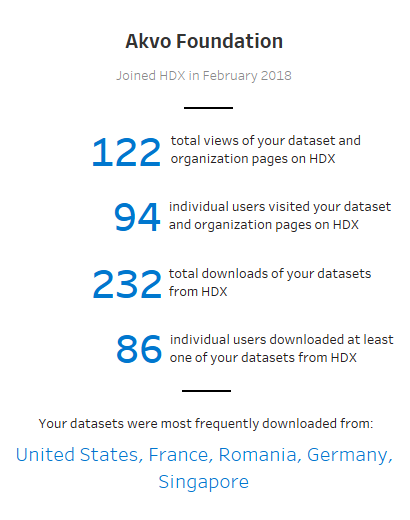 Akvo Foundation
Joined HDX in February 2018
122
total views of your dataset and
organization pages on HDX
94
individual users visited your dataset
and organization pages on HDX
232
total downloads of your datasets
from HDX
86
individual users downloaded at least
one of your datasets from HDX
Your datasets were most frequently downloaded from:
United States, France, Romania, Germany,
Singapore